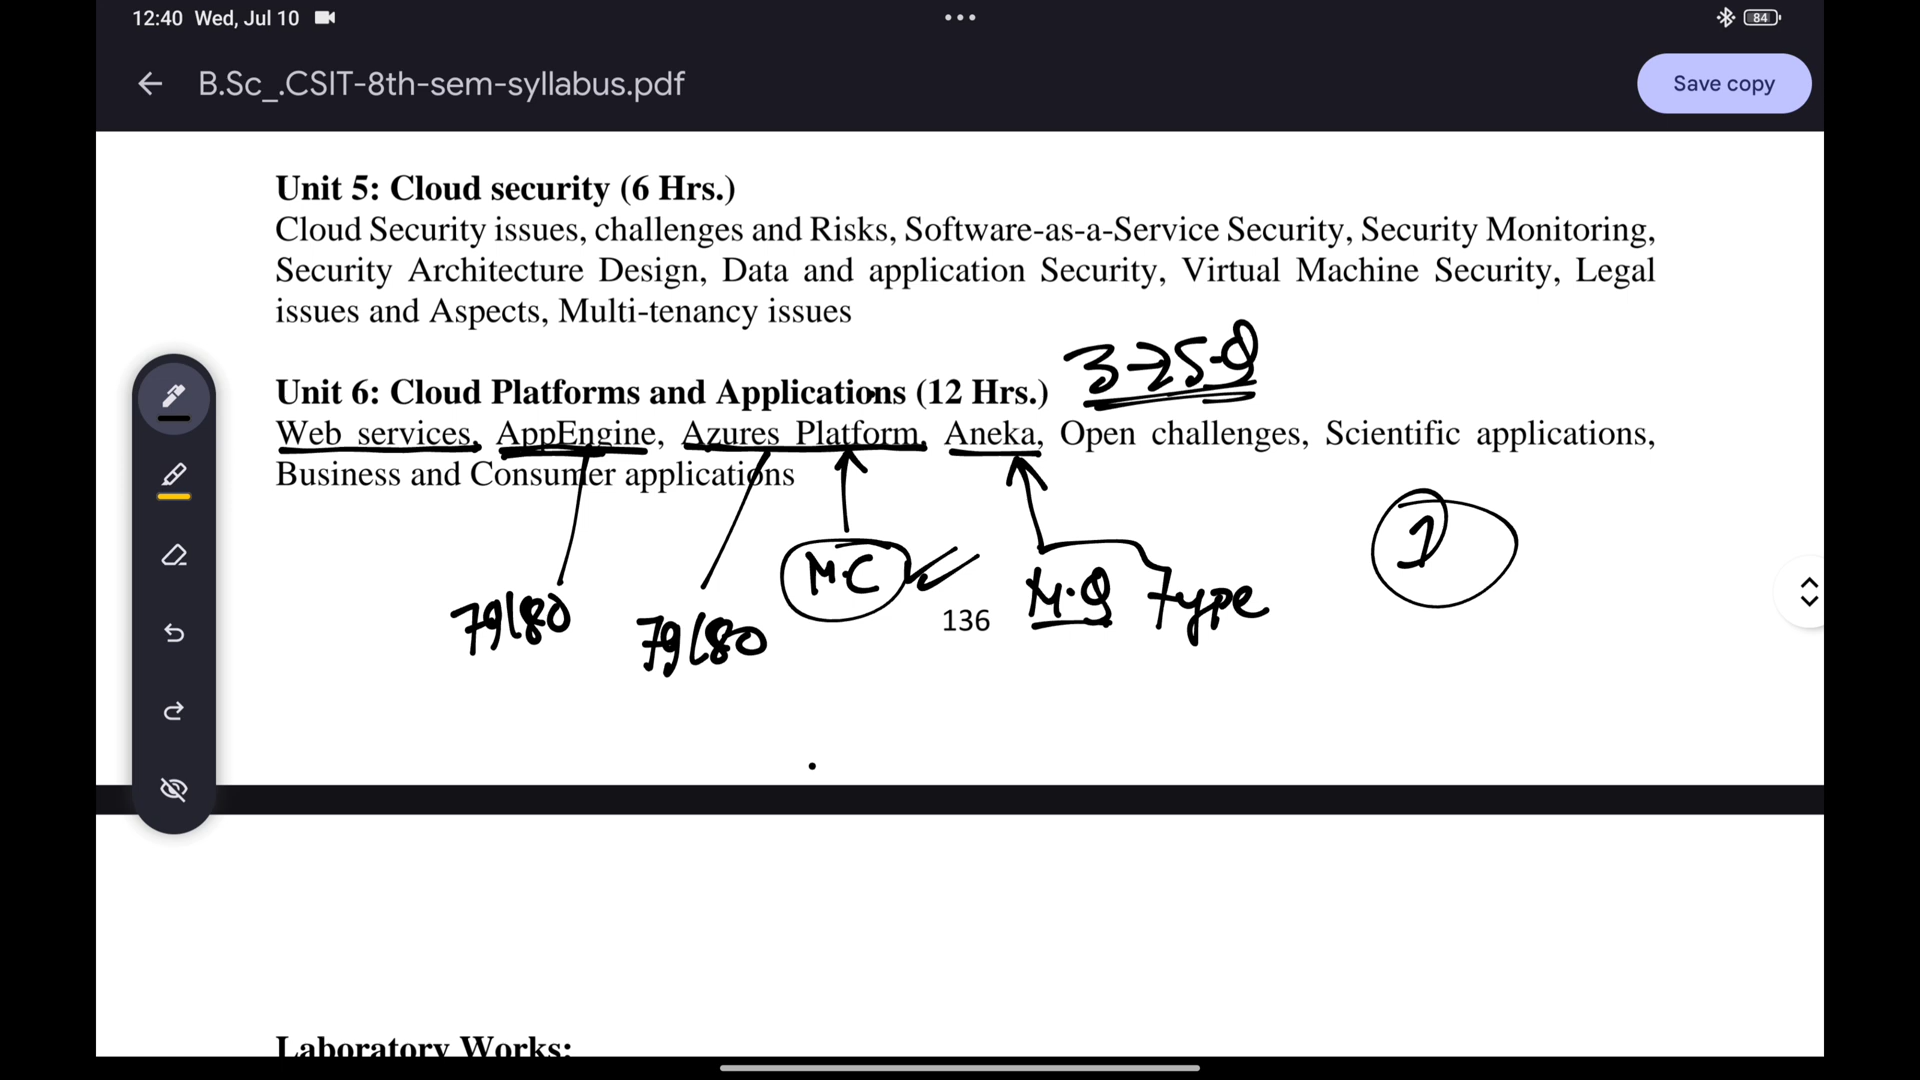 12:40 Wed, Jul 10
84
B.Sc_.CSIT-8th-sem-syllabus.pdf
Save copy
Unit 5: Cloud security (6 Hrs.)
Cloud Security issues, challenges and Risks, Software-as-a-Service Security, Security Monitoring,
Security Architecture Design, Data and application Security, Virtual Machine Security, Legal
issues and Aspects, Multi-tenancy issues
3→5-Q
Unit 6: Cloud Platforms and Applications (12 Hrs.)
Web services, AppEngine, Azures Platform, Aneka, Open challenges, Scientific applications,
Business and Consumer applications
M.C
M.Q Type
79/80
79/80
136
Laboratory Works: